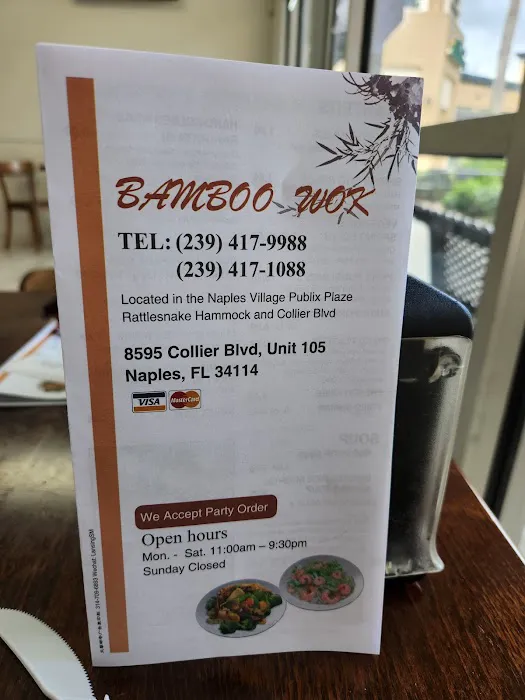 BAMBOO WOK
TEL: (239) 417-9988
(239) 417-1088
Located in the Naples Village Publix Plaze
Rattlesnake Hammock and Collier Blvd
8595 Collier Blvd, Unit 105
Naples, FL 34114
VISA MasterCard
We Accept Party Order
Open hours
Mon. - Sat. 11:00am – 9:30pm
Sunday Closed